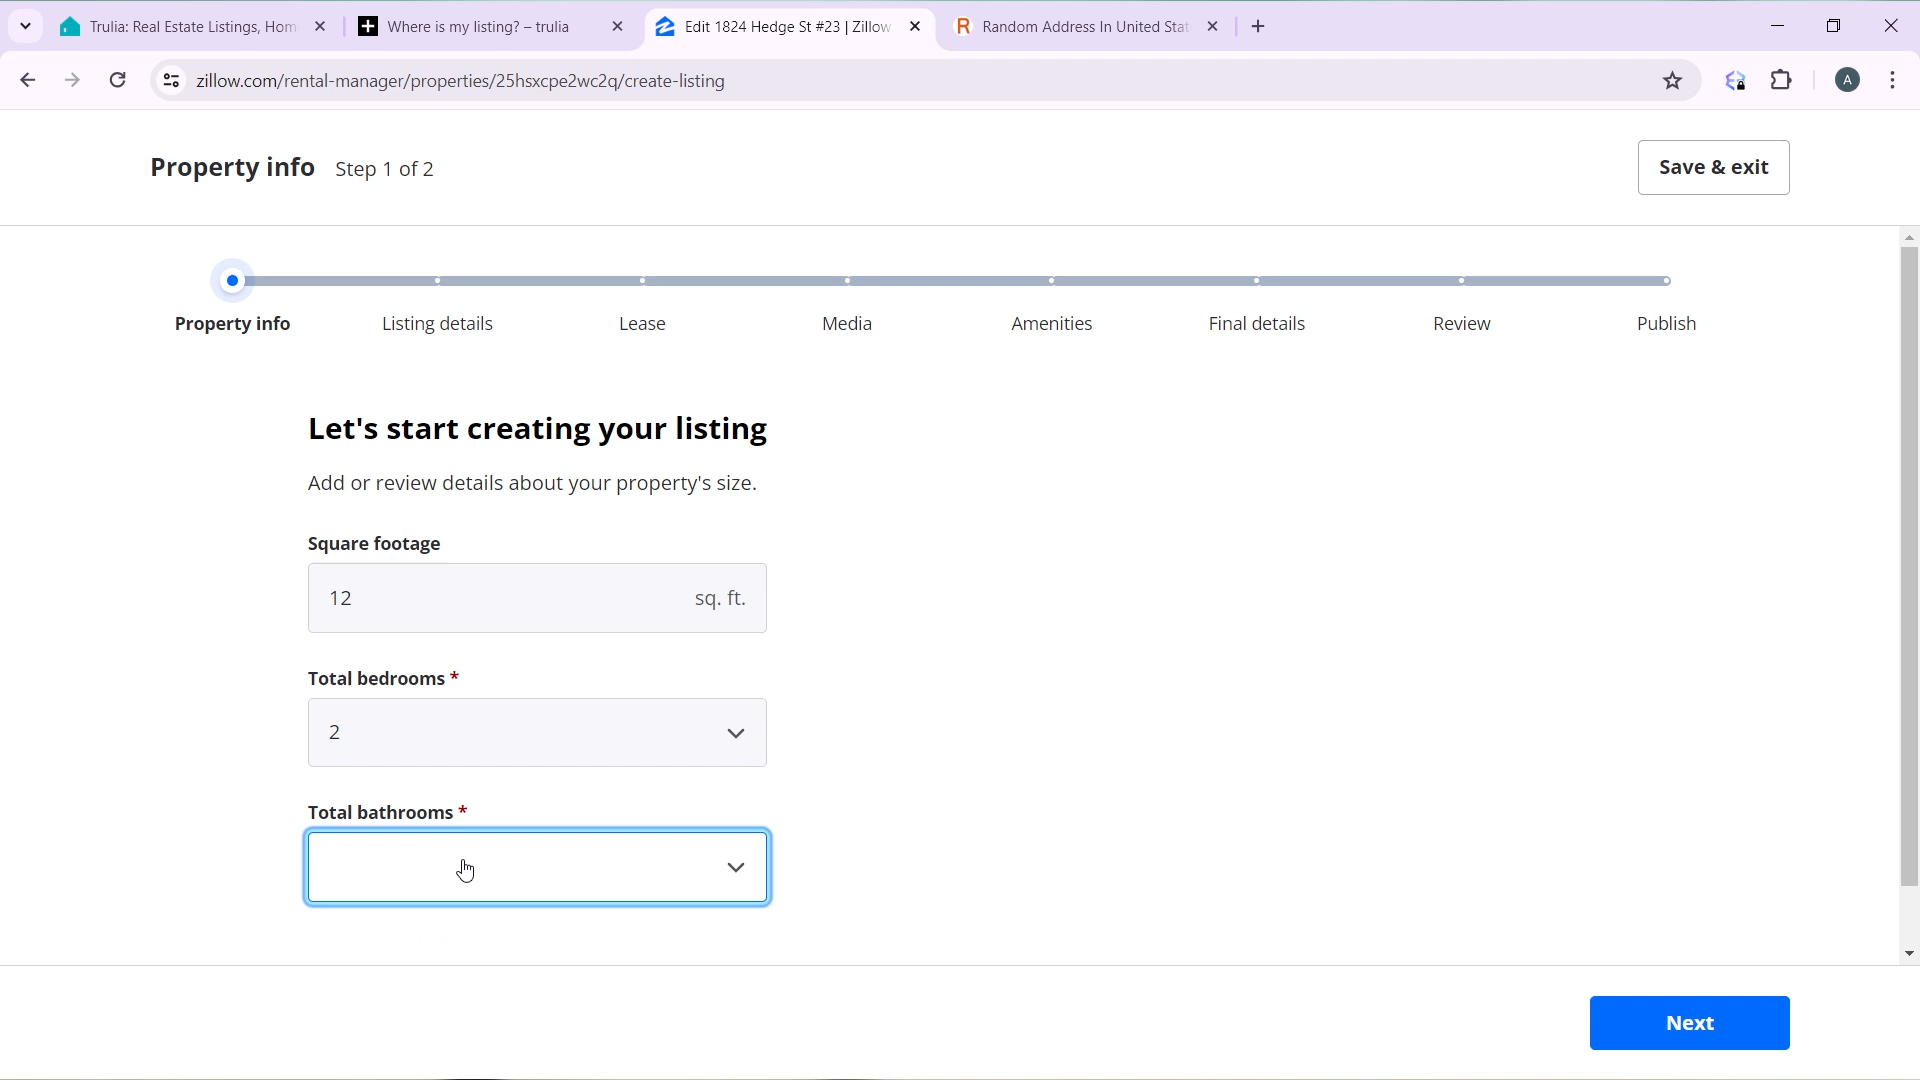 Trulia: Real Estate Listings, Hom
Where is my listing? – trulia
Edit 1824 Hedge St #23 | Zillow
Random Address In United Stat
zillow.com/rental-manager/properties/25hsxcpe2wc2q/create-listing
A
Property info Step 1 of 2
Save & exit
Property info
Listing details
Lease
Media
Amenities
Final details
Review
Publish
Let's start creating your listing
Add or review details about your property's size.
Square footage
12 sq. ft.
Total bedrooms *
2
Total bathrooms *
Next